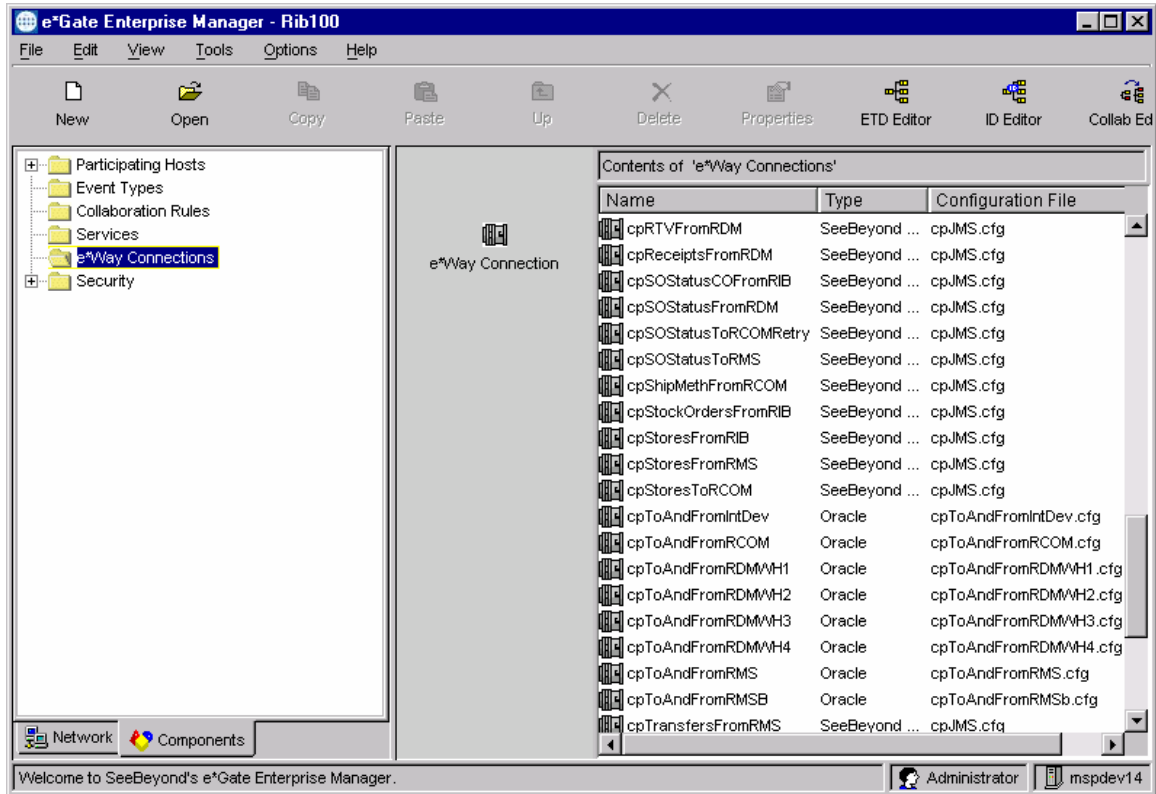 e*Gate Enterprise Manager - Rib100
File Edit View Tools Options Help
New Open Copy Paste Up Delete Properties ETD Editor ID Editor Collab Ed
Participating Hosts
Event Types
Collaboration Rules
Services
e*Way Connections
Security
e*Way Connection
Contents of 'e*Way Connections'
Name Type Configuration File
cpRTVFromRDM SeeBeyond ... cpJMS.cfg
cpReceiptsFromRDM SeeBeyond ... cpJMS.cfg
cpSOStatusCOFromRIB SeeBeyond ... cpJMS.cfg
cpSOStatusFromRDM SeeBeyond ... cpJMS.cfg
cpSOStatusToRCOMRetry SeeBeyond ... cpJMS.cfg
cpSOStatusToRMS SeeBeyond ... cpJMS.cfg
cpShipMethFromRCOM SeeBeyond ... cpJMS.cfg
cpStockOrdersFromRIB SeeBeyond ... cpJMS.cfg
cpStoresFromRIB SeeBeyond ... cpJMS.cfg
cpStoresFromRMS SeeBeyond ... cpJMS.cfg
cpStoresToRCOM SeeBeyond ... cpJMS.cfg
cpToAndFromIntDev Oracle cpToAndFromIntDev.cfg
cpToAndFromRCOM Oracle cpToAndFromRCOM.cfg
cpToAndFromRDMWH1 Oracle cpToAndFromRDMWH1.cfg
cpToAndFromRDMWH2 Oracle cpToAndFromRDMWH2.cfg
cpToAndFromRDMWH3 Oracle cpToAndFromRDMWH3.cfg
cpToAndFromRDMWH4 Oracle cpToAndFromRDMWH4.cfg
cpToAndFromRMS Oracle cpToAndFromRMS.cfg
cpToAndFromRMSB Oracle cpToAndFromRMSb.cfg
cpTransfersFromRMS SeeBeyond ... cpJMS.cfg
Network Components
Welcome to SeeBeyond's e*Gate Enterprise Manager. Administrator mspdev14